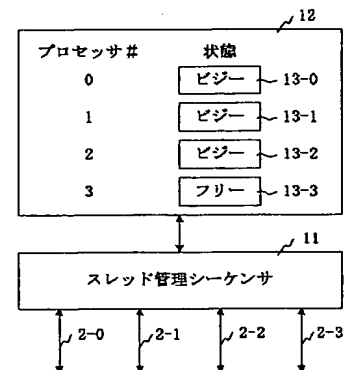 12
プロセッサ# 状態
0 ビジー 13-0
1 ビジー 13-1
2 ビジー 13-2
3 フリー 13-3
11
スレッド管理シーケンサ
2-0 2-1 2-2 2-3